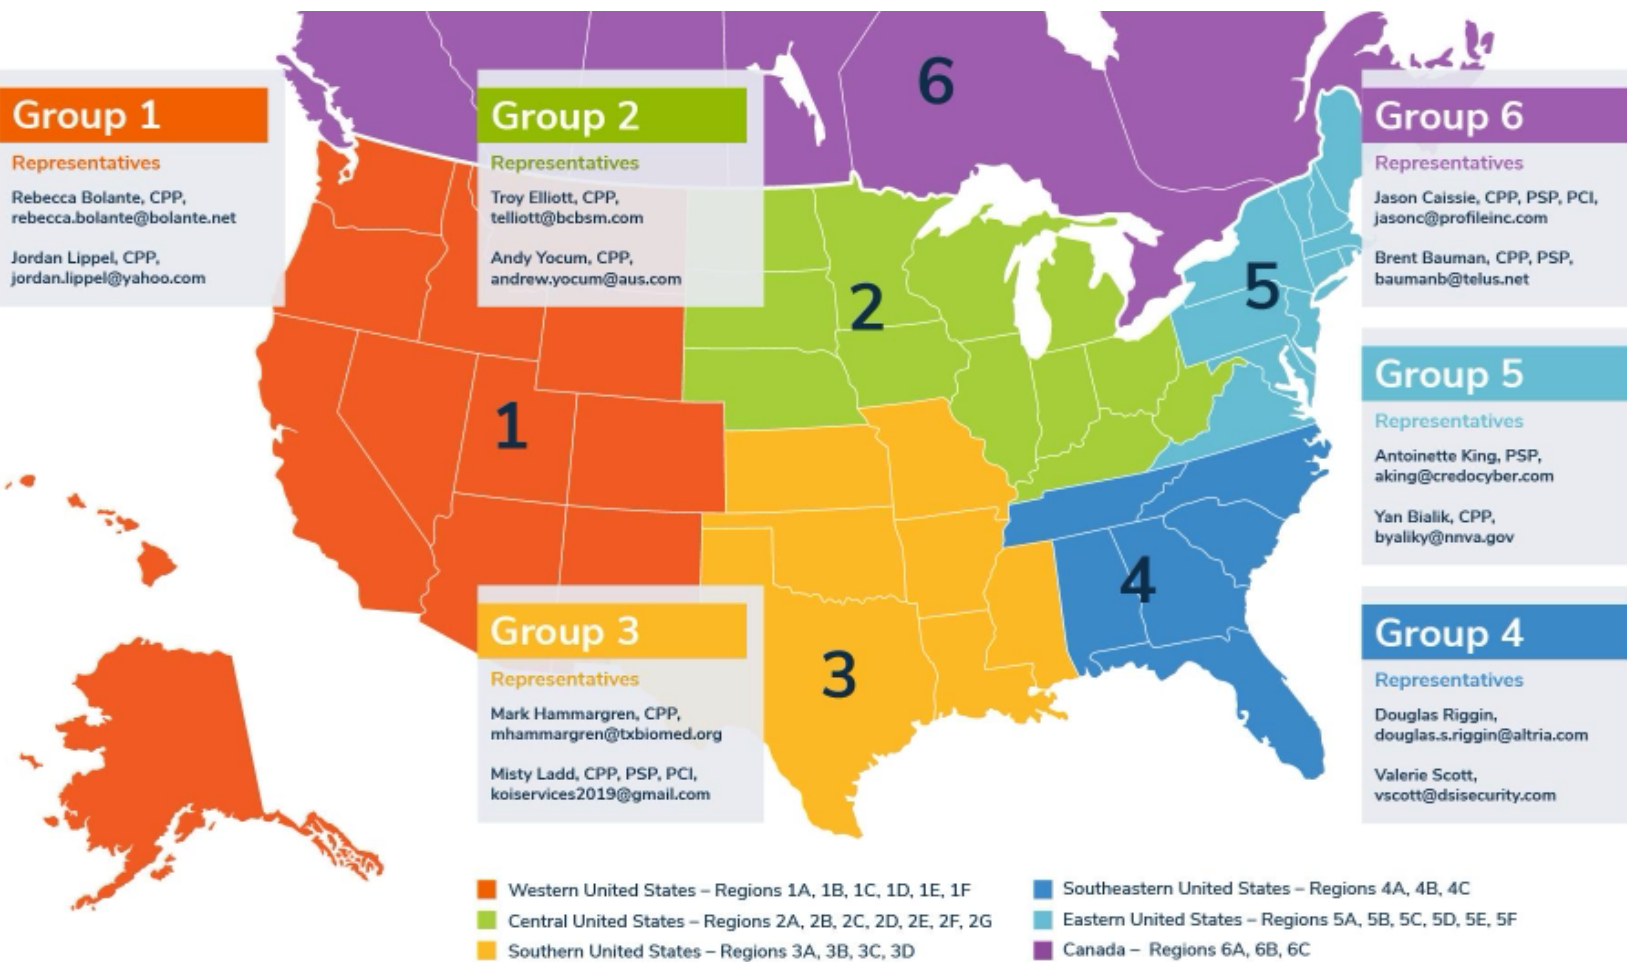 6
Group 1
Representatives
Rebecca Bolante, CPP,
rebecca.bolante@bolante.net
Jordan Lippel, CPP,
jordan.lippel@yahoo.com
Group 2
Representatives
Troy Elliott, CPP,
telliott@bcbsm.com
Andy Yocum, CPP,
andrew.yocum@aus.com
Group 6
Representatives
Jason Caissie, CPP, PSP, PCI,
jasonc@profileinc.com
Brent Bauman, CPP, PSP,
baumanb@telus.net
5
2
1
Group 5
Representatives
Antoinette King, PSP,
aking@credocyber.com
Yan Bialik, CPP,
byaliky@nnva.gov
4
3
Group 3
Representatives
Mark Hammargren, CPP,
mhammargren@txbiomed.org
Misty Ladd, CPP, PSP, PCI,
koiservices2019@gmail.com
Group 4
Representatives
Douglas Riggin,
douglas.s.riggin@altria.com
Valerie Scott,
vscott@dsisecurity.com
Western United States – Regions 1A, 1B, 1C, 1D, 1E, 1F
Central United States – Regions 2A, 2B, 2C, 2D, 2E, 2F, 2G
Southern United States – Regions 3A, 3B, 3C, 3D
Southeastern United States – Regions 4A, 4B, 4C
Eastern United States – Regions 5A, 5B, 5C, 5D, 5E, 5F
Canada – Regions 6A, 6B, 6C